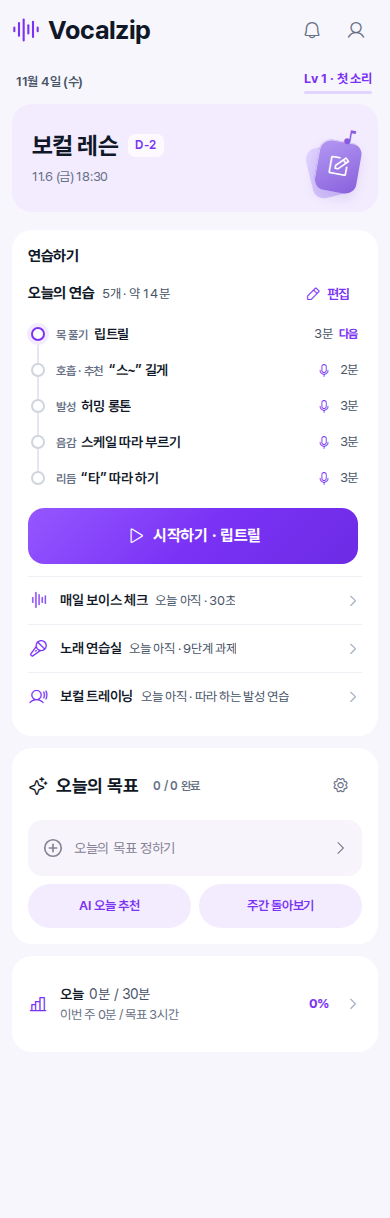 Vocalzip
11월 4일 (수)
Lv 1 · 첫 소리
보컬 레슨 D-2
11.6 (금) 18:30
연습하기
오늘의 연습 5개 · 약 14분 편집
목 풀기 립트릴 3분 다음
호흡 · 추천 “스~” 길게 2분
발성 허밍 롱톤 3분
음감 스케일 따라 부르기 3분
리듬 “타” 따라 하기 3분
시작하기 · 립트릴
매일 보이스 체크 오늘 아직 · 30초
노래 연습실 오늘 아직 · 9단계 과제
보컬 트레이닝 오늘 아직 · 따라 하는 발성 연습
오늘의 목표 0 / 0 완료
오늘의 목표 정하기
AI 오늘 추천
주간 돌아보기
오늘 0분 / 30분 0%
이번 주 0분 / 목표 3시간